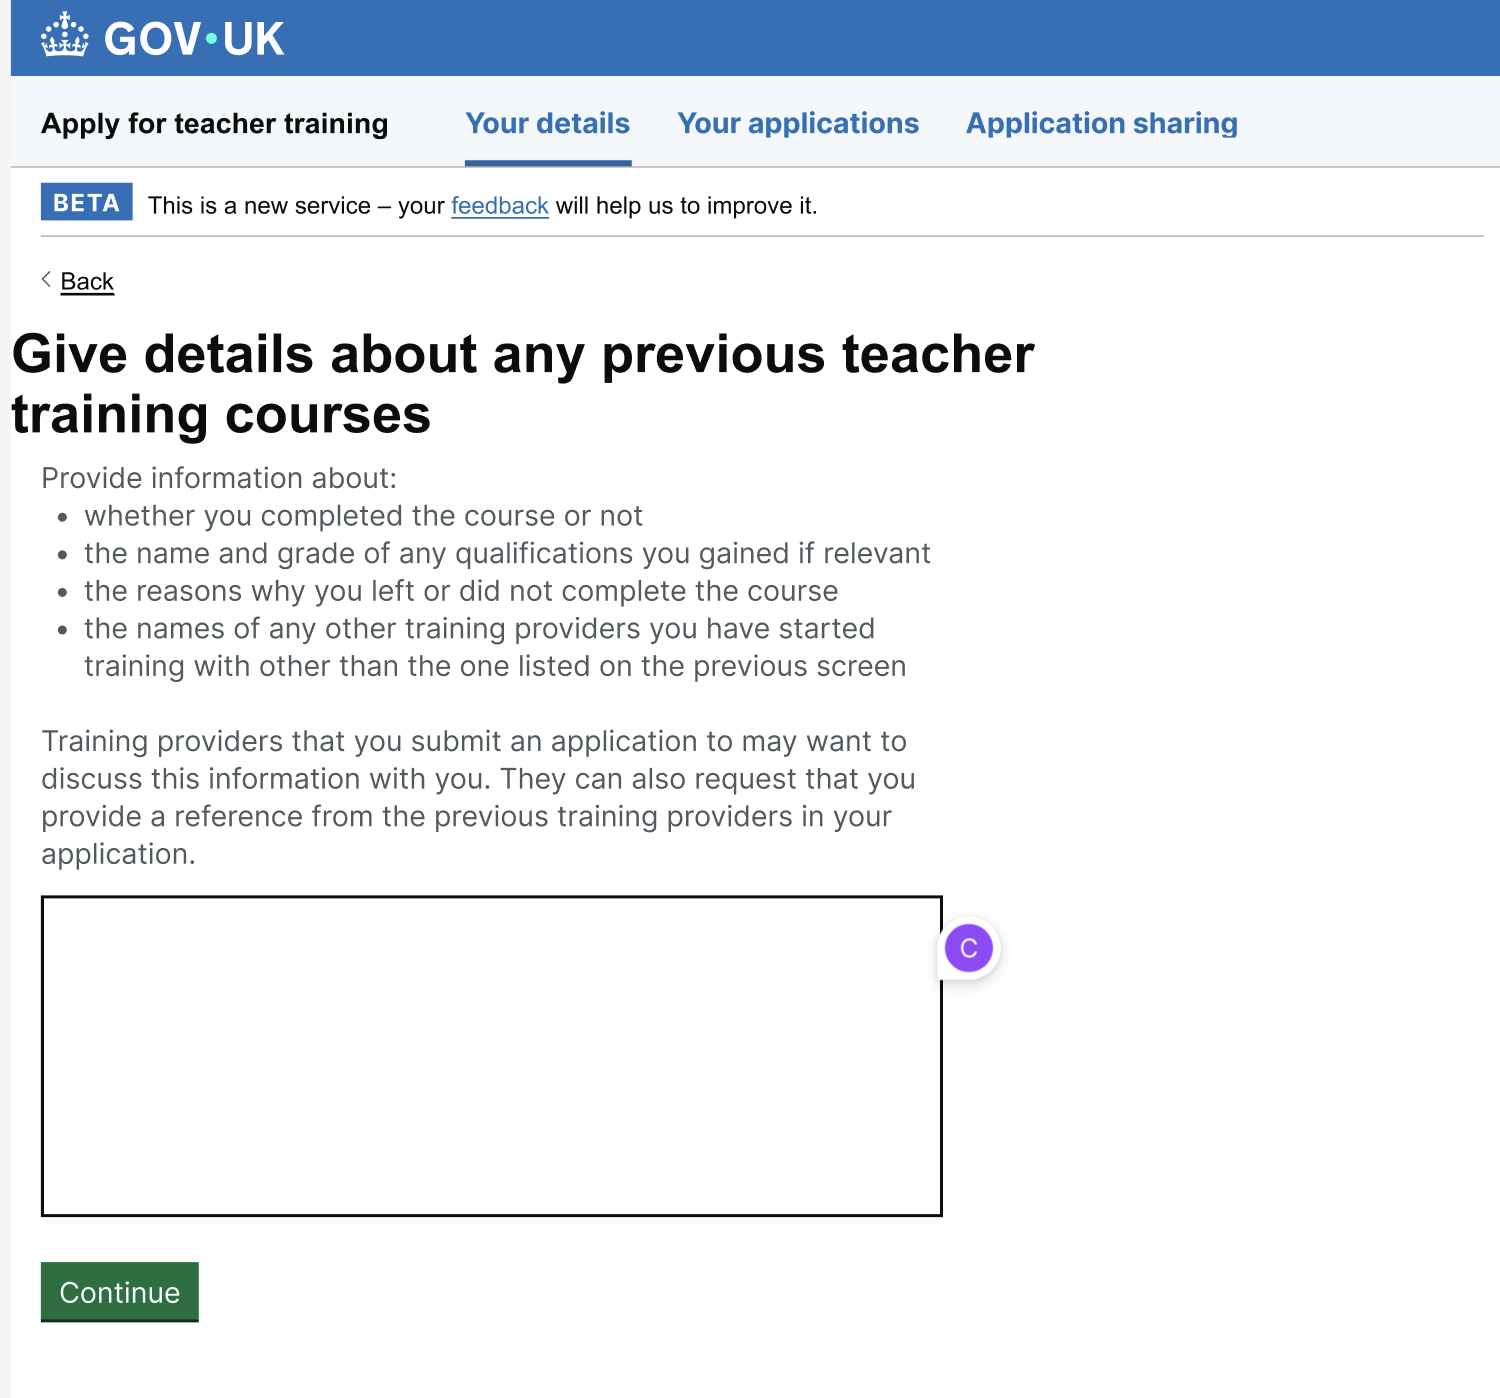 GOV·UK
Apply for teacher training
Your details
Your applications
Application sharing
BETA
This is a new service – your feedback will help us to improve it.
Back
Give details about any previous teacher
training courses
Provide information about:
• whether you completed the course or not
• the name and grade of any qualifications you gained if relevant
• the reasons why you left or did not complete the course
• the names of any other training providers you have started
training with other than the one listed on the previous screen
Training providers that you submit an application to may want to
discuss this information with you. They can also request that you
provide a reference from the previous training providers in your
application.
C
Continue